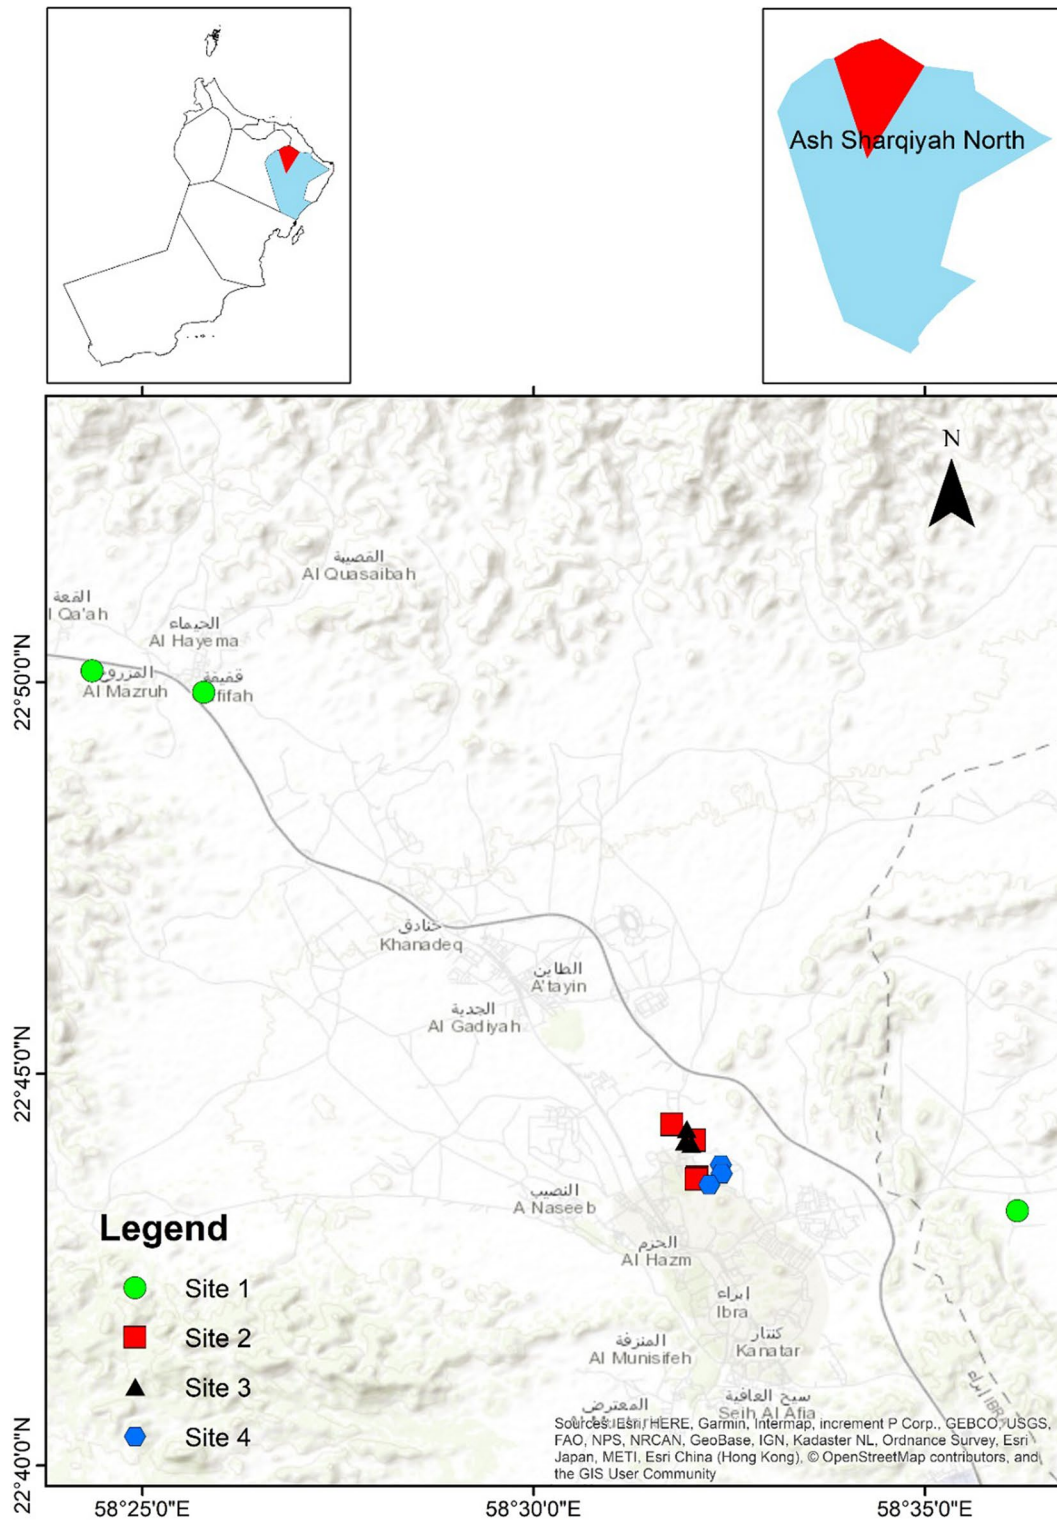 Ash Sharqiyah North
N
القصيبة
Al Quasaibah
القعة
l Qa'ah
الحيماء
Al Hayema
المزروع
Al Mazruh
قفيفة
fifah
خنادق
Khanadeq
الطاين
A'tayin
الجدية
Al Gadiyah
النصيب
A Naseeb
الحزم
Al Hazm
ابراء
Ibra
كنتار
Kanatar
المنزفة
Al Munisifeh
سيح العافية
Seih Al Afia
المعترض
ابراء IBRA
Legend
Site 1
Site 2
Site 3
Site 4
Sources: Esri, HERE, Garmin, Intermap, increment P Corp., GEBCO, USGS,
FAO, NPS, NRCAN, GeoBase, IGN, Kadaster NL, Ordnance Survey, Esri
Japan, METI, Esri China (Hong Kong), © OpenStreetMap contributors, and
the GIS User Community
22°50'0"N
22°45'0"N
22°40'0"N
58°25'0"E
58°30'0"E
58°35'0"E